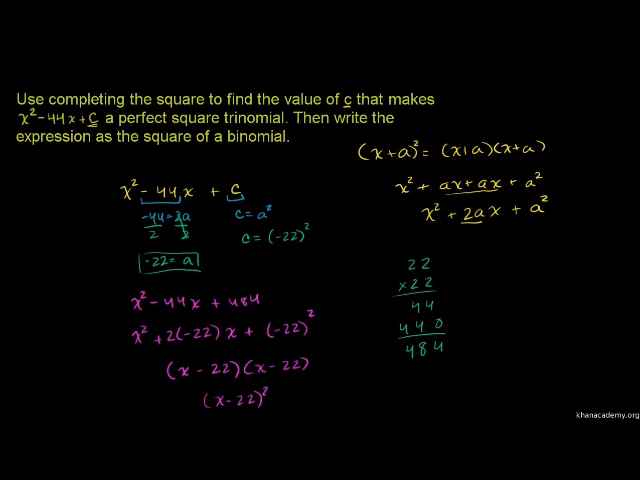 Use completing the square to find the value of c that makes
x² - 44x + c a perfect square trinomial. Then write the
expression as the square of a binomial.
(x+a)² = (x+a)(x+a)
x² + ax+ax + a²
x² + 2ax + a²
x² - 44x + c
-44 = 2a
2 2
c = a²
c = (-22)²
-22 = a
22
x22
44
440
484
x² - 44x + 484
x² + 2(-22)x + (-22)²
(x - 22)(x - 22)
(x - 22)²
khanacademy.org